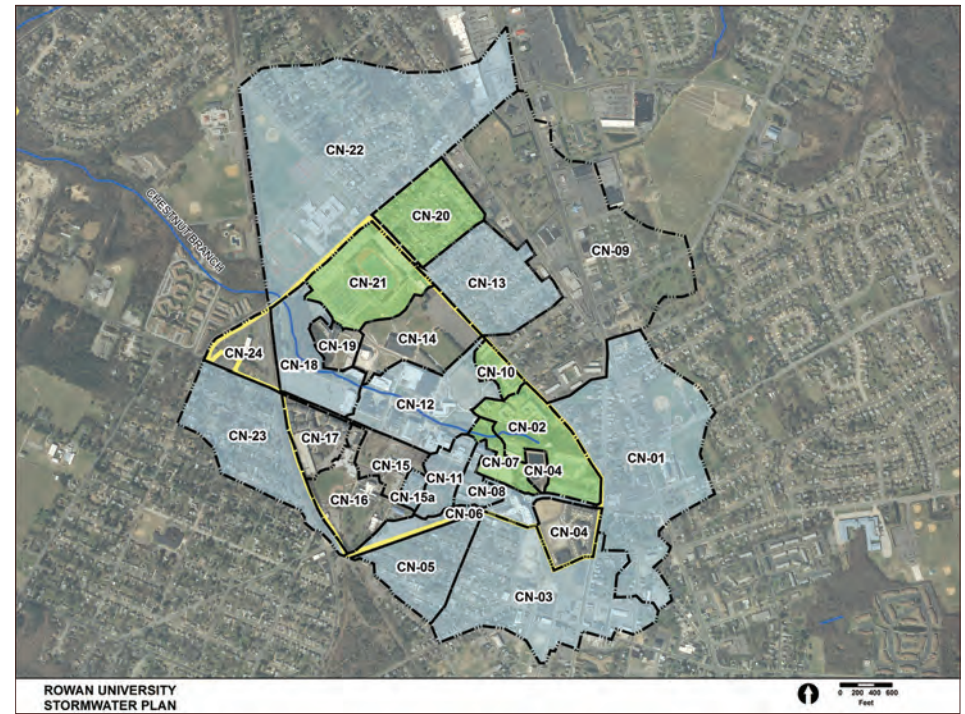 CN-22
CHESTNUT BRANCH
CN-20
CN-09
CN-21
CN-13
CN-19
CN-14
CN-24
CN-18
CN-10
CN-12
CN-02
CN-23
CN-17
CN-15
CN-07
CN-04
CN-01
CN-11
CN-16
CN-15a
CN-08
CN-06
CN-04
CN-05
CN-03
ROWAN UNIVERSITY
STORMWATER PLAN
0 200 400 600
Feet